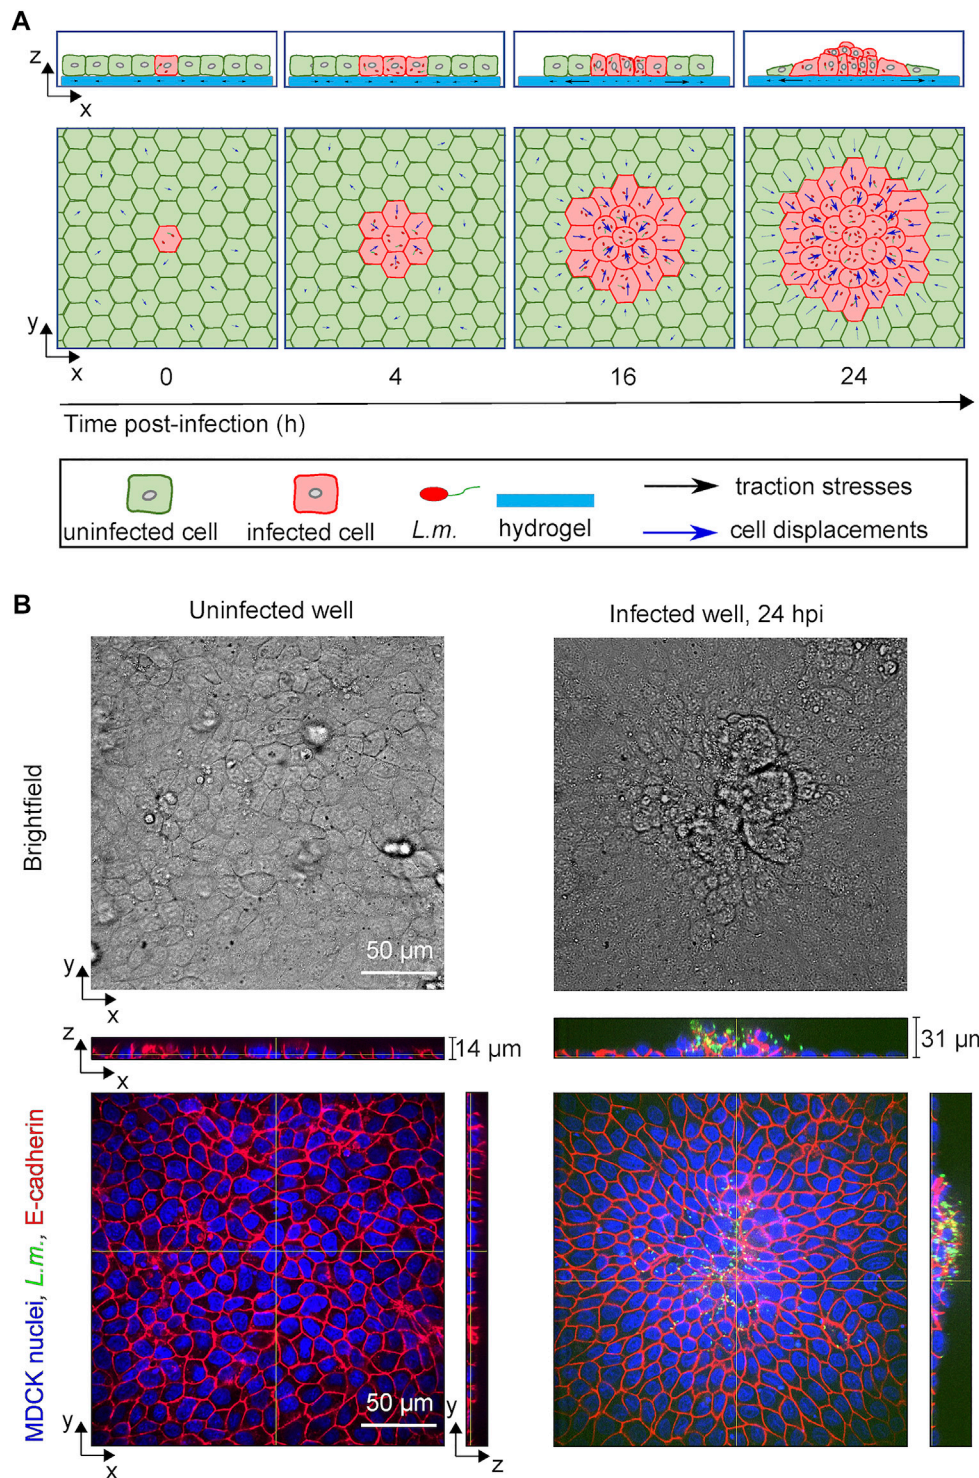 A
z
x
y
x
0
4
16
24
Time post-infection (h)
uninfected cell
infected cell
L.m.
hydrogel
traction stresses
cell displacements
B
Uninfected well
Infected well, 24 hpi
Brightfield
50 µm
y
x
z
x
14 µm
31 µm
MDCK nuclei, L.m., E-cadherin
50 µm
y
x
y
z